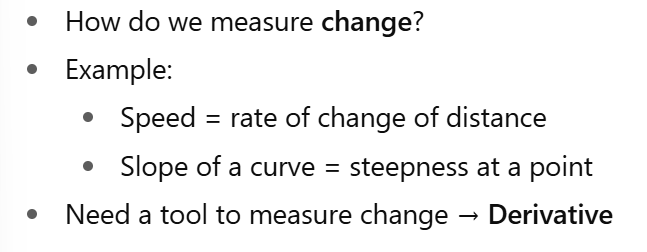 • How do we measure change?
• Example:
• Speed = rate of change of distance
• Slope of a curve = steepness at a point
• Need a tool to measure change → Derivative